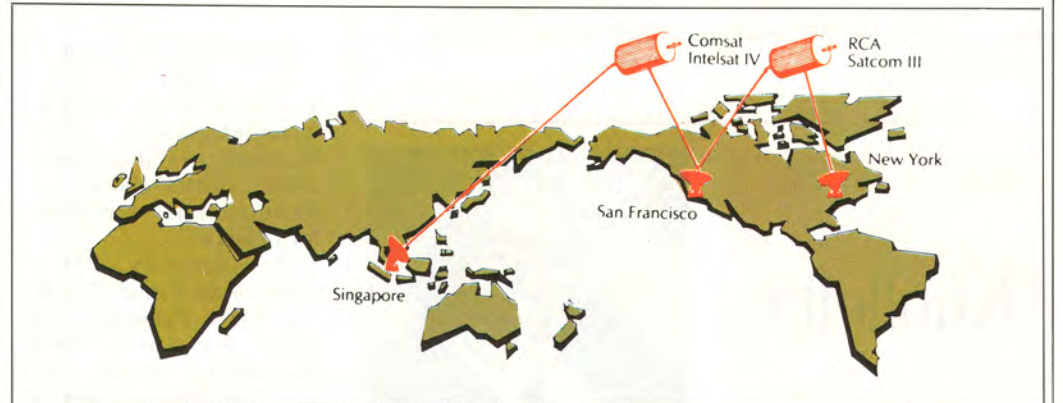 Comsat
Intelsat IV
RCA
Satcom III
New York
San Francisco
Singapore